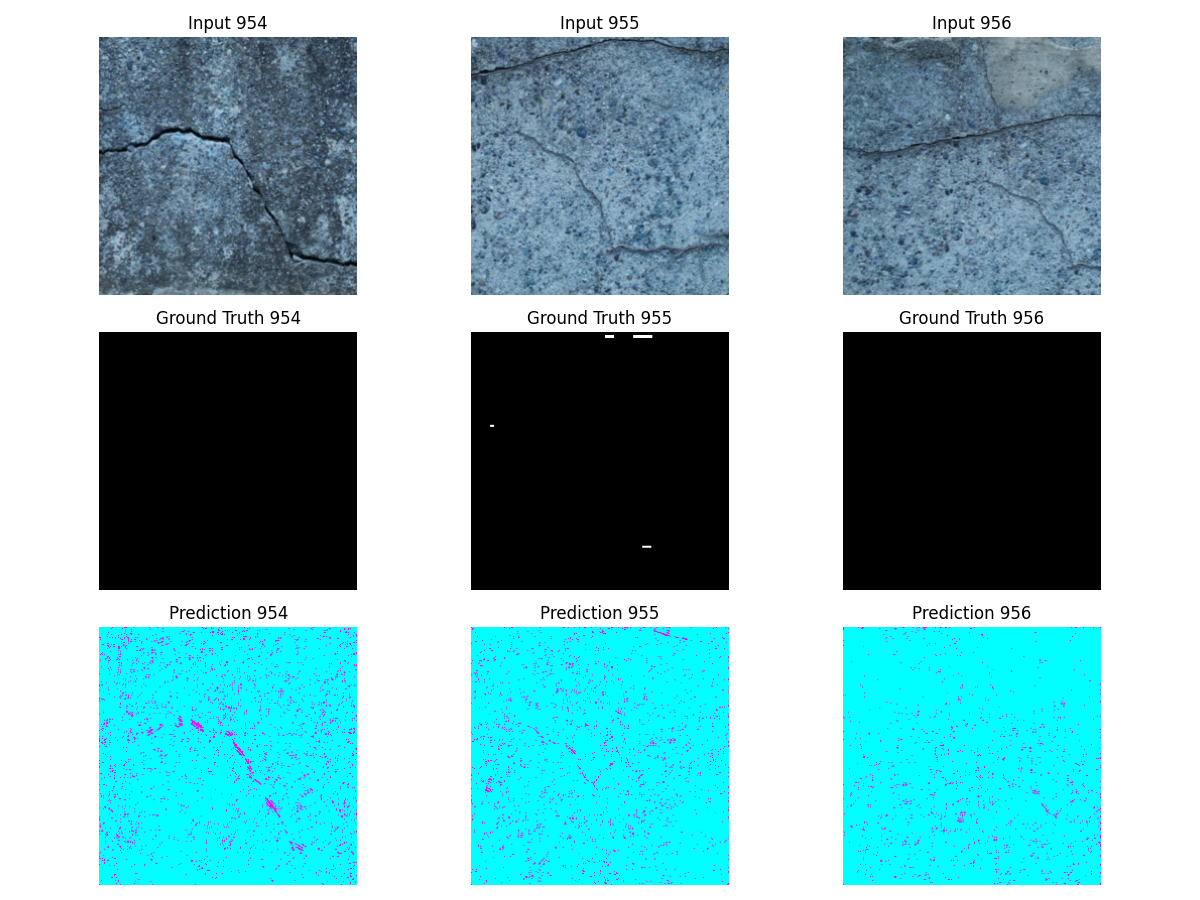 Input 954
Input 955
Input 956
Ground Truth 954
Ground Truth 955
Ground Truth 956
Prediction 954
Prediction 955
Prediction 956